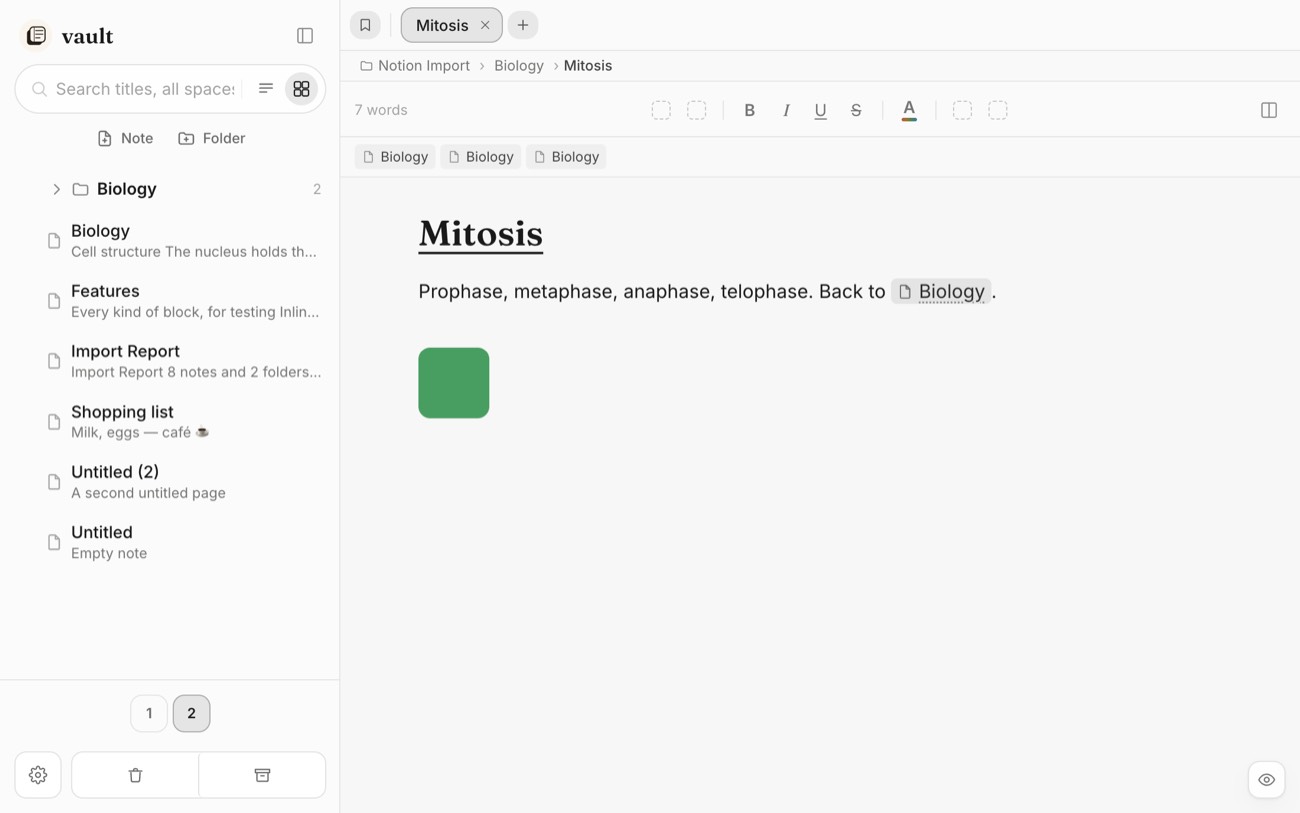 vault
Search titles, all spaces
Note Folder
Biology 2
Biology
Cell structure The nucleus holds th...
Features
Every kind of block, for testing Inlin...
Import Report
Import Report 8 notes and 2 folders...
Shopping list
Milk, eggs — café ☕
Untitled (2)
A second untitled page
Untitled
Empty note
1 2
Mitosis
Notion Import › Biology › Mitosis
7 words B I U S A
Biology Biology Biology
Mitosis
Prophase, metaphase, anaphase, telophase. Back to Biology.